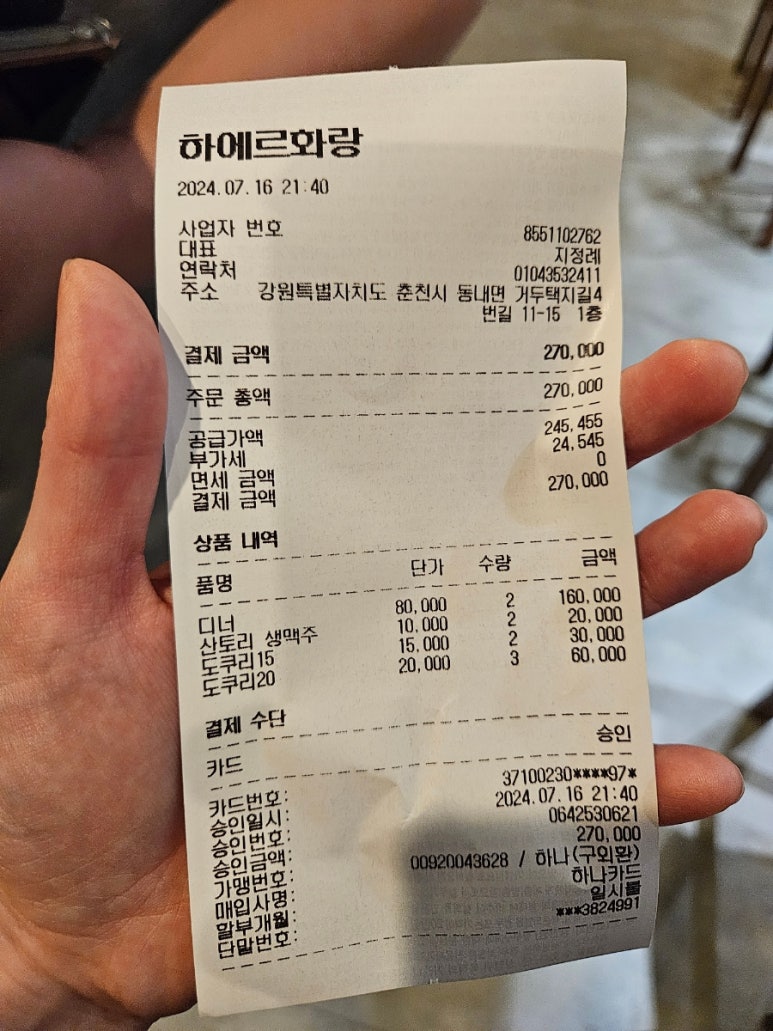 하에르화랑
2024.07.16 21:40
사업자 번호 8551102762
대표 지정례
연락처 01043532411
주소 강원특별자치도 춘천시 동내면 거두택지길4
번길 11-15 1층
결제 금액 270,000
주문 총액 270,000
공급가액 245,455
부가세 24,545
면세 금액 0
결제 금액 270,000
상품 내역
품명 단가 수량 금액
디너 80,000 2 160,000
산토리 생맥주 10,000 2 20,000
도쿠리15 15,000 2 30,000
도쿠리20 20,000 3 60,000
결제 수단
카드 승인
카드번호: 37100230****97*
승인일시: 2024.07.16 21:40
승인번호: 0642530621
승인금액: 270,000
가맹번호: 00920043628 / 하나(구외환)
매입사명: 하나카드
할부개월: 일시불
단말번호: ***3824991